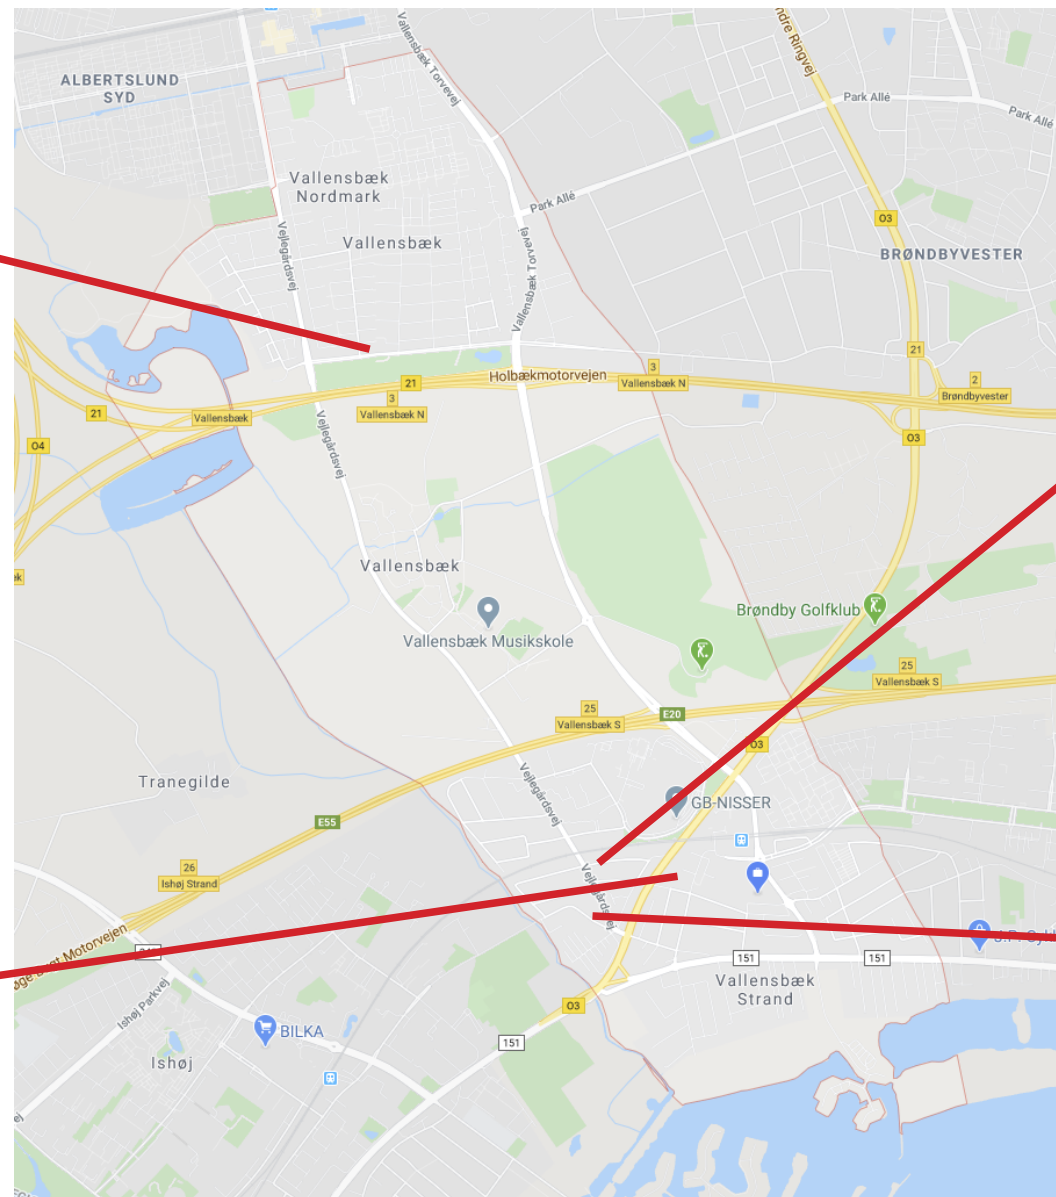 ALBERTSLUND
SYD
Vallensbæk Torvevej
Vallensbæk
Nordmark
Vallensbæk
Vejlegårdsvej
Park Allé
Park Allé
Park Allé
Vallensbæk Torvevej
O3
BRØNDBYVESTER
21
2
Brøndbyvester
3
Vallensbæk N
Holbækmotorvejen
21
3
Vallensbæk N
Vallensbæk
21
O4
O3
Vejlegårdsvej
Vallensbæk
Vallensbæk Musikskole
Brøndby Golfklub
25
Vallensbæk S
25
Vallensbæk S
E20
O3
Tranegilde
Vejlegårdsvej
GB-NISSER
E55
26
Ishøj Strand
Vejlegårdsvej
151
151
Vallensbæk
Strand
O3
151
Ishøj Parkvej
BILKA
Ishøj